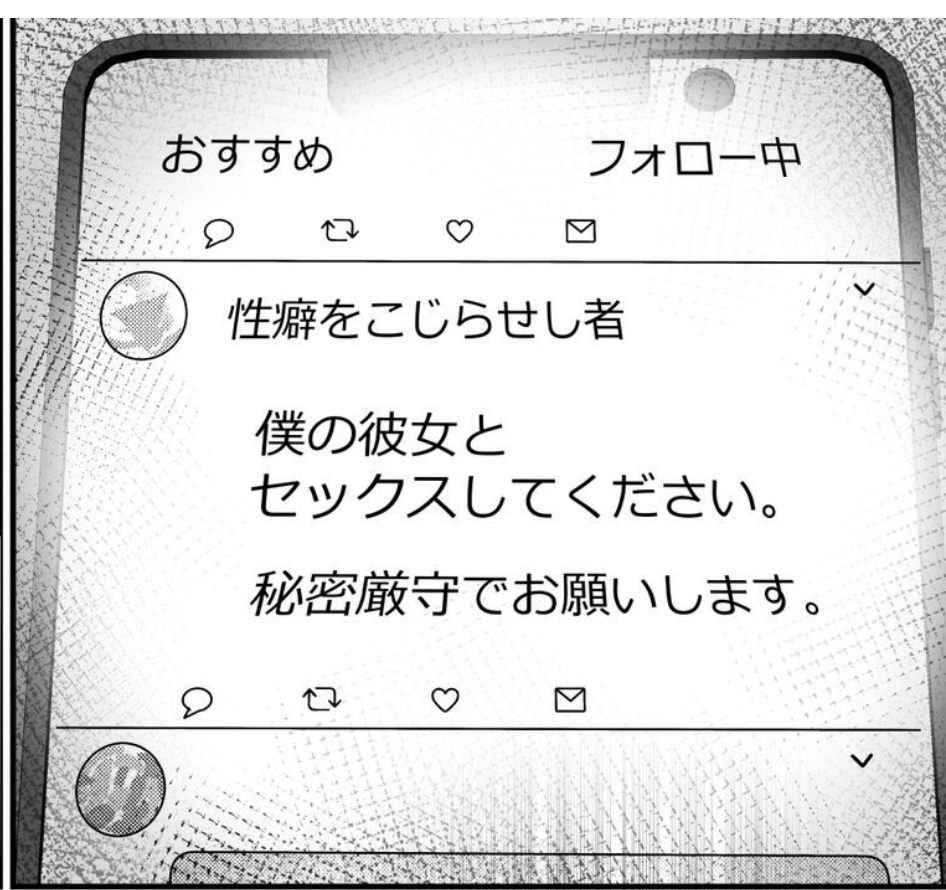 おすすめ
フォロー中
性癖をこじらせし者
僕の彼女と
セックスしてください。
秘密厳守でお願いします。